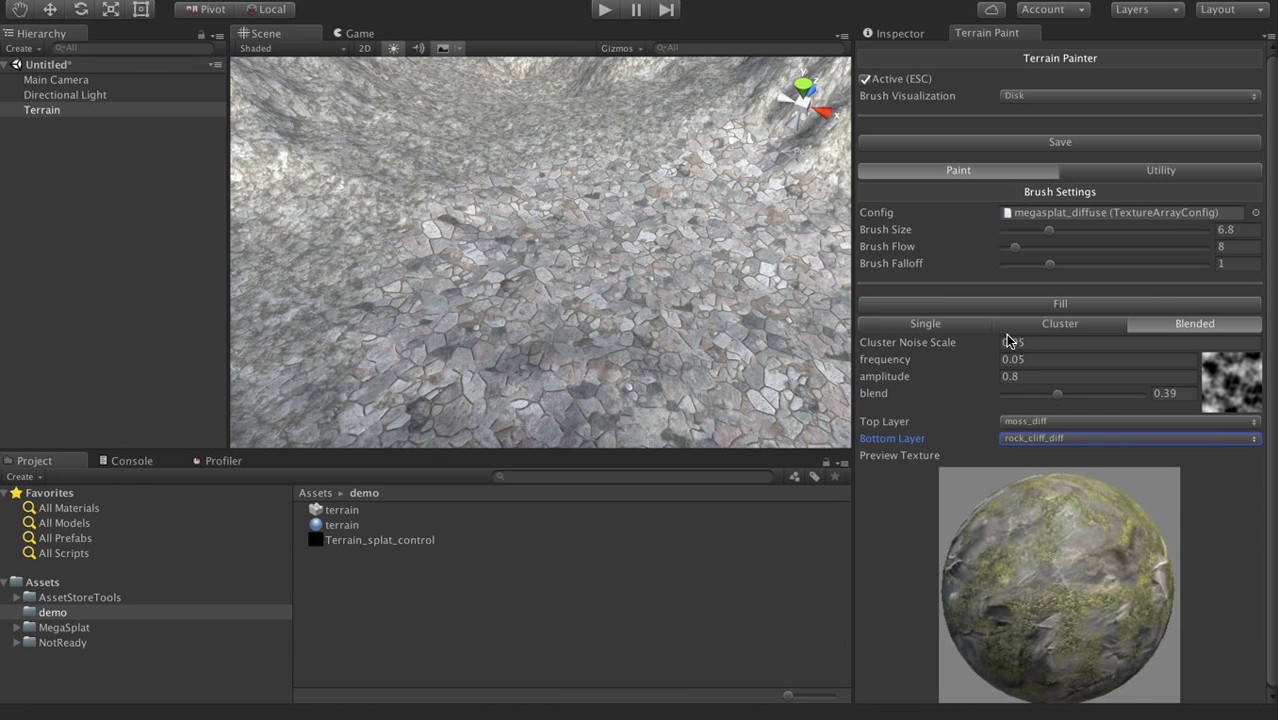 Pivot
Local
Account
Layers
Layout
Hierarchy
Create
All
Untitled*
Main Camera
Directional Light
Terrain
Scene
Game
Shaded
2D
Gizmos
All
Inspector
Terrain Paint
Terrain Painter
Active (ESC)
Brush Visualization
Disk
Save
Paint
Utility
Brush Settings
Config
megasplat_diffuse (TextureArrayConfig)
Brush Size
6.8
Brush Flow
8
Brush Falloff
1
Fill
Single
Cluster
Blended
Cluster Noise Scale
frequency
0.05
amplitude
0.8
blend
0.39
Top Layer
moss_diff
Bottom Layer
rock_cliff_diff
Preview Texture
Project
Console
Profiler
Create
Favorites
All Materials
All Models
All Prefabs
All Scripts
Assets
AssetStoreTools
demo
MegaSplat
NotReady
Assets ▸ demo
terrain
terrain
Terrain_splat_control